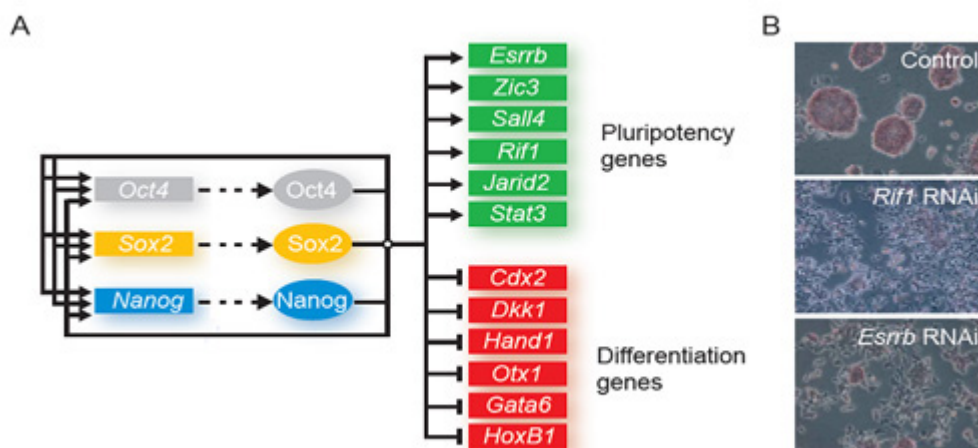 A
Oct4
Oct4
Sox2
Sox2
Nanog
Nanog
Esrrb
Zic3
Sall4
Rif1
Jarid2
Stat3
Pluripotency
genes
Cdx2
Dkk1
Hand1
Otx1
Gata6
HoxB1
Differentiation
genes
B
Control
Rif1 RNAi
Esrrb RNAi